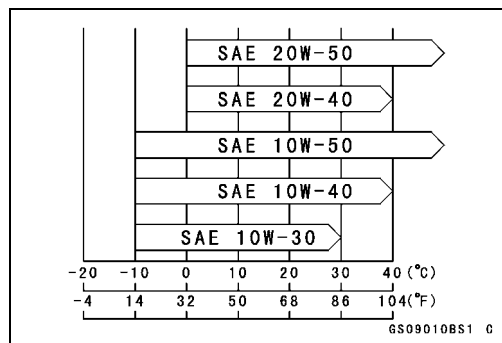 SAE 20W-50
SAE 20W-40
SAE 10W-50
SAE 10W-40
SAE 10W-30
-20 -10 0 10 20 30 40 (°C)
-4 14 32 50 68 86 104 (°F)
GS09010BS1 C